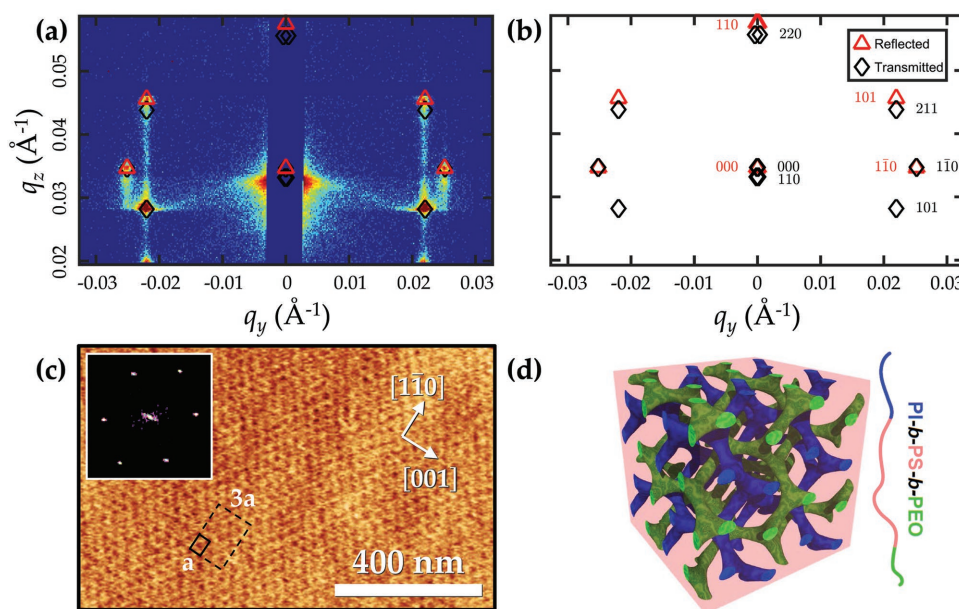 (a)
0.05
0.04
0.03
0.02
q_z (Å⁻¹)
-0.03 -0.02 -0.01 0 0.01 0.02 0.03
q_y (Å⁻¹)
(b)
110
220
Reflected
Transmitted
101
211
000
000
110
11̅0
11̅0
101
-0.03 -0.02 -0.01 0 0.01 0.02 0.03
q_y (Å⁻¹)
(c)
[11̅0]
[001]
3a
a
400 nm
(d)
PI-b-PS-b-PEO